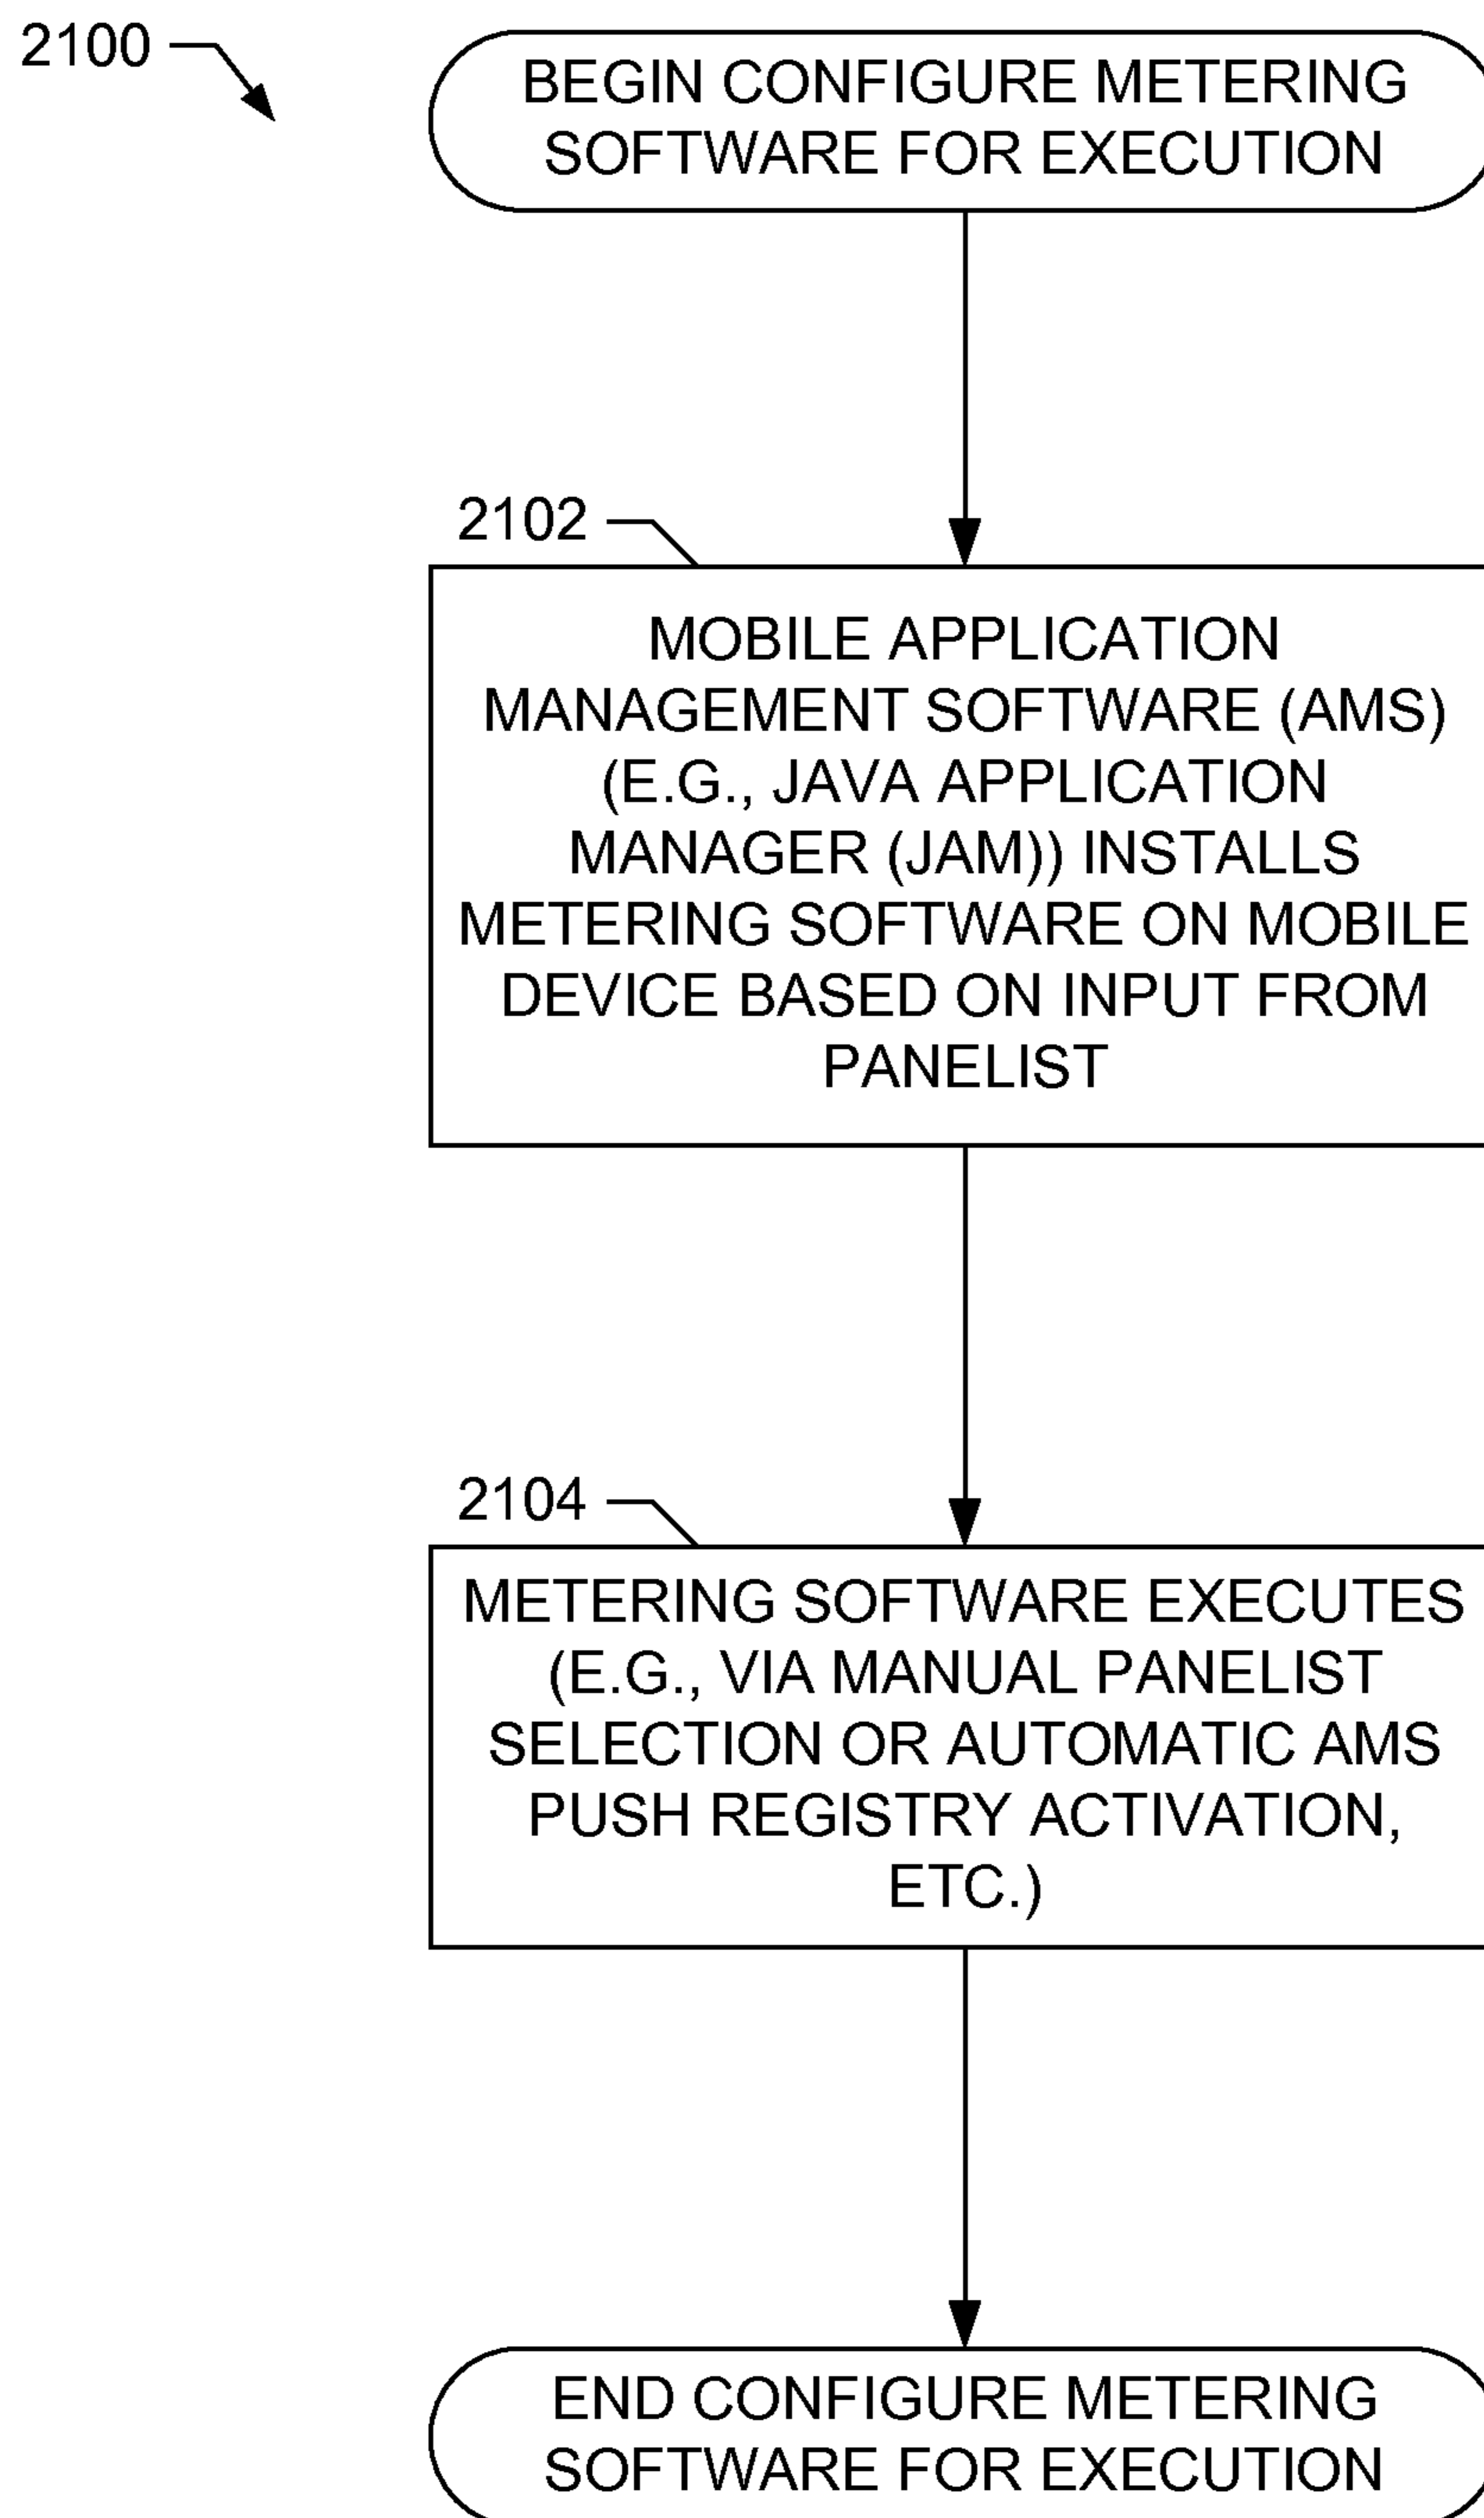 2100
BEGIN CONFIGURE METERING
SOFTWARE FOR EXECUTION
2102
MOBILE APPLICATION
MANAGEMENT SOFTWARE (AMS)
(E.G., JAVA APPLICATION
MANAGER (JAM)) INSTALLS
METERING SOFTWARE ON MOBILE
DEVICE BASED ON INPUT FROM
PANELIST
2104
METERING SOFTWARE EXECUTES
(E.G., VIA MANUAL PANELIST
SELECTION OR AUTOMATIC AMS
PUSH REGISTRY ACTIVATION,
ETC.)
END CONFIGURE METERING
SOFTWARE FOR EXECUTION